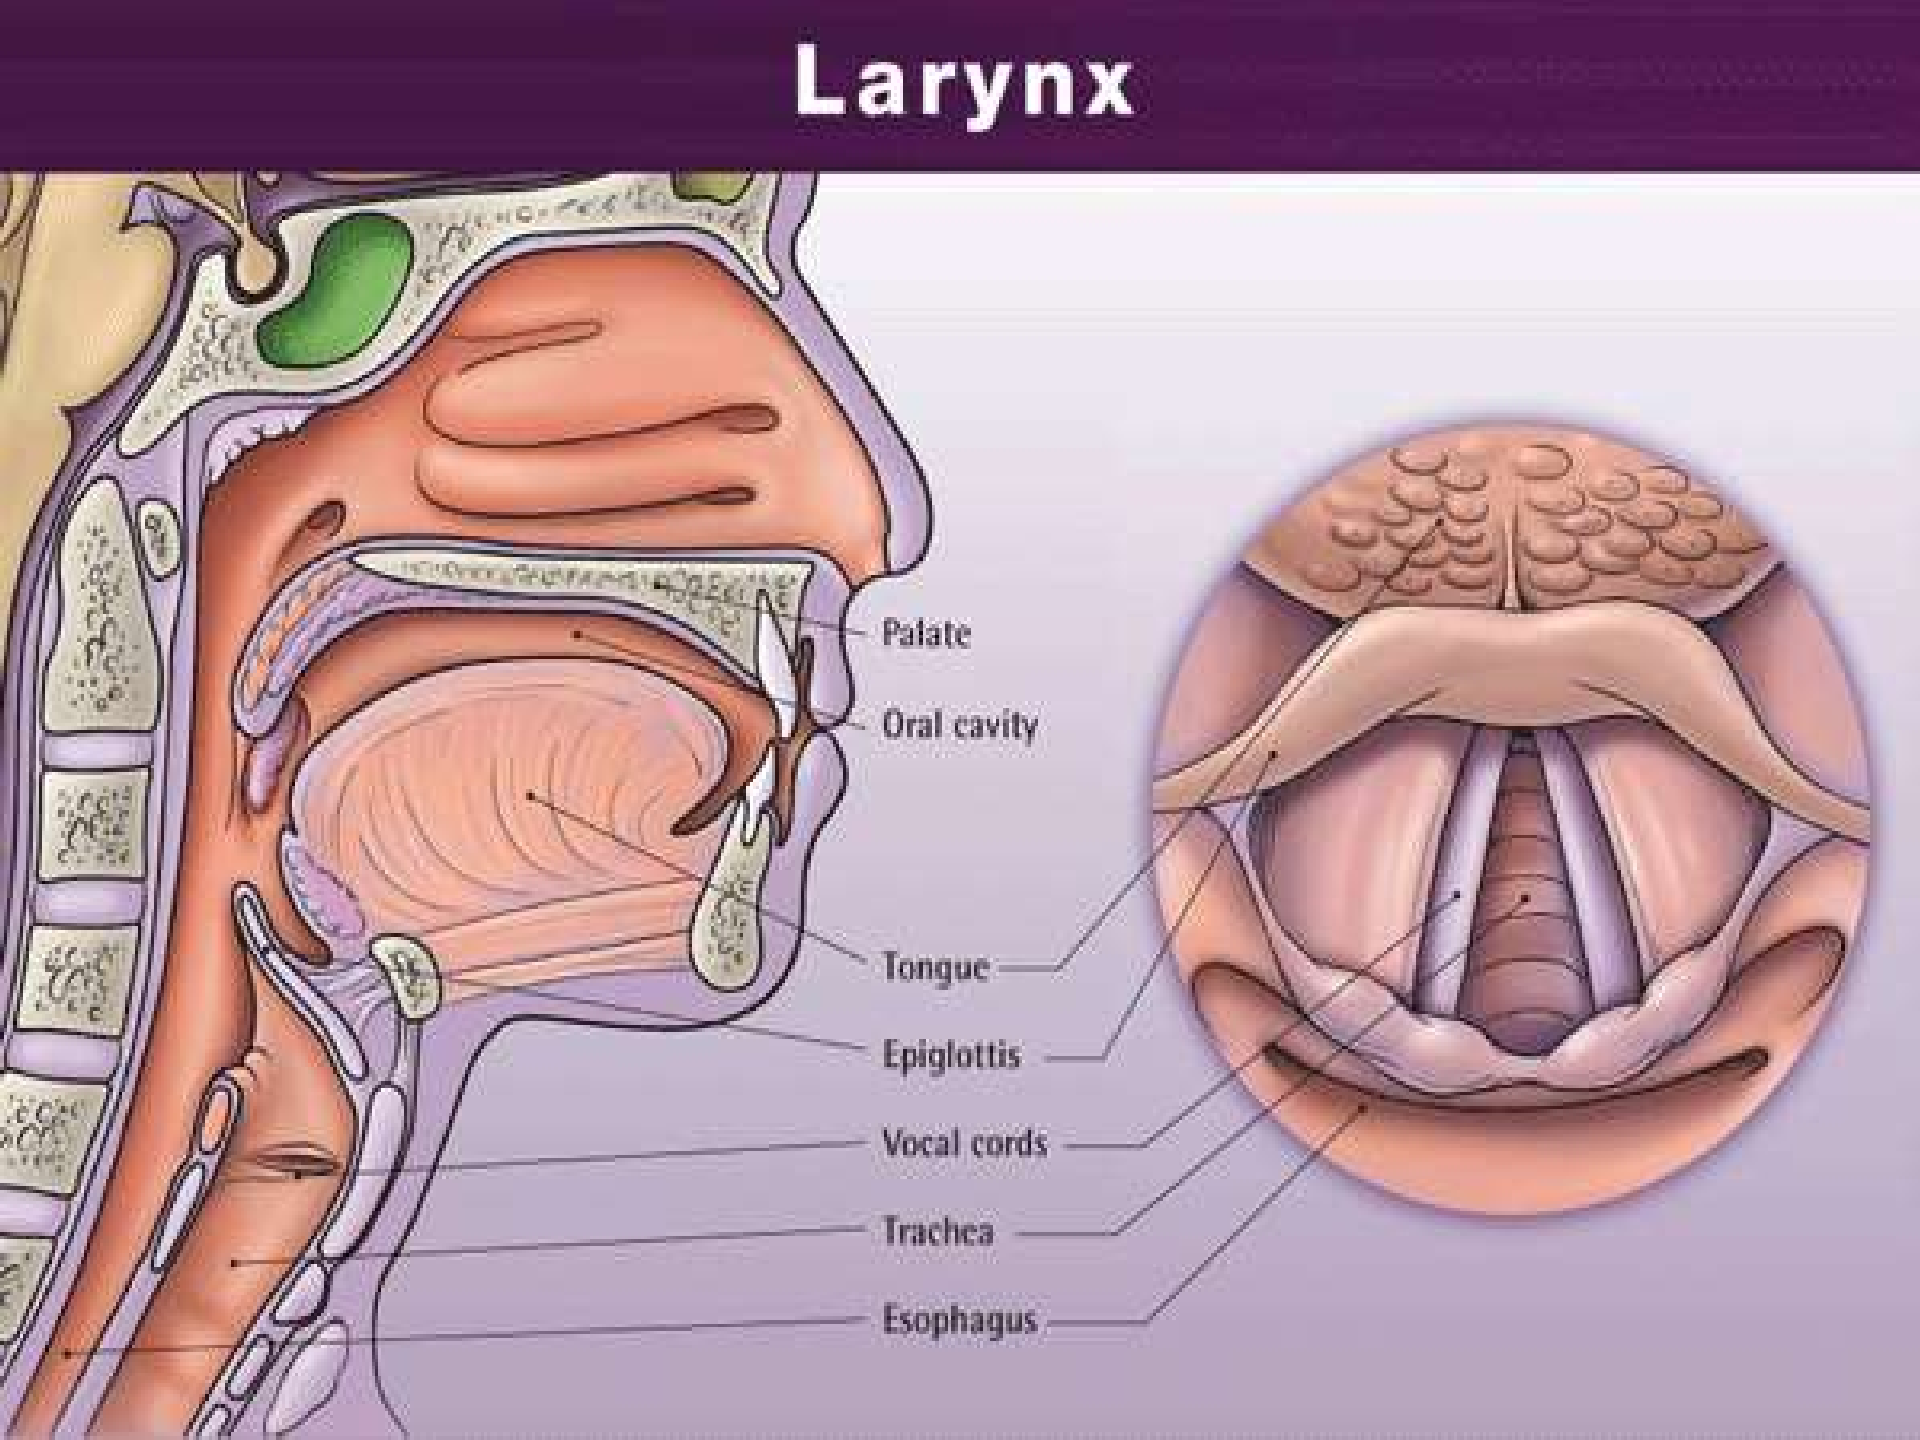 Larynx
Palate
Oral cavity
Tongue
Epiglottis
Vocal cords
Trachea
Esophagus